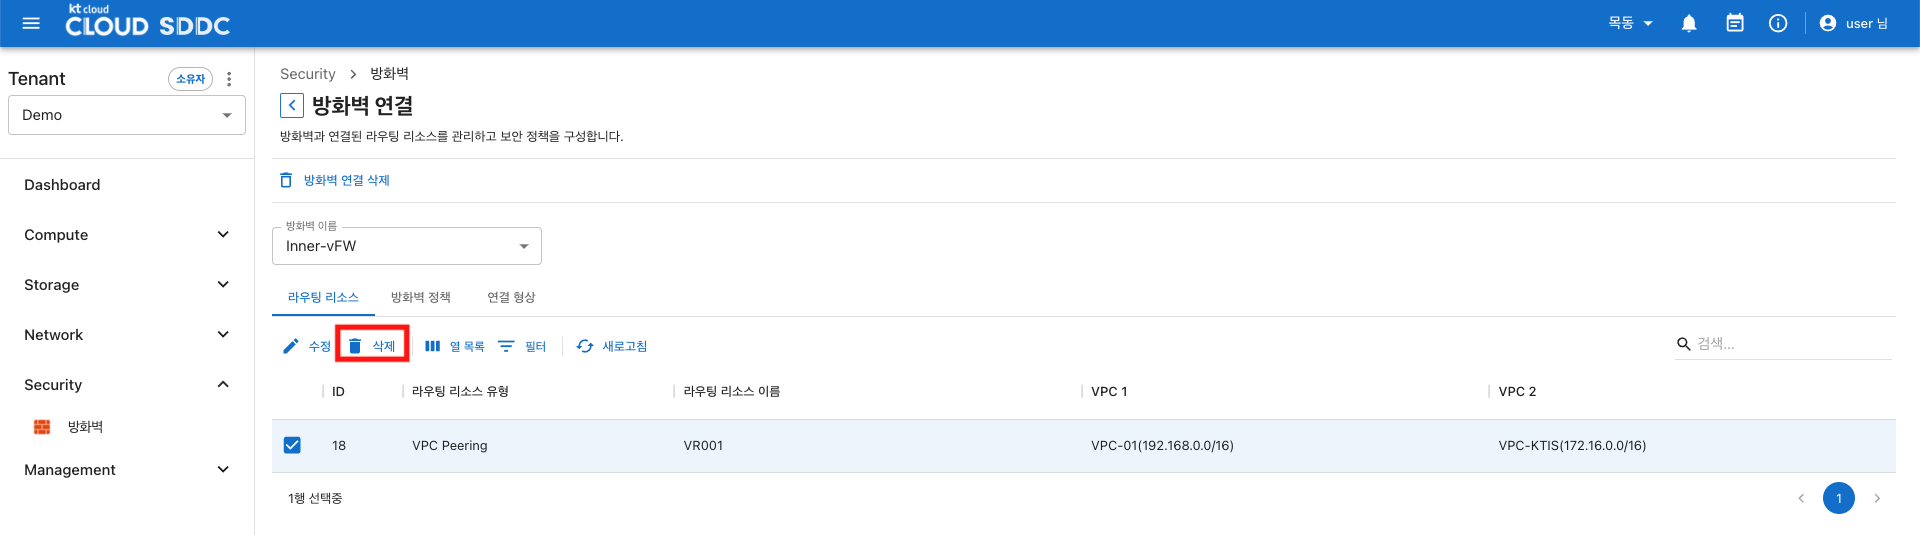 kt cloud
CLOUD SDDC
목동
user 님
Tenant
소유자
Demo
Dashboard
Compute
Storage
Network
Security
방화벽
Management
Security > 방화벽
방화벽 연결
방화벽과 연결된 라우팅 리소스를 관리하고 보안 정책을 구성합니다.
방화벽 연결 삭제
방화벽 이름
Inner-vFW
라우팅 리소스 방화벽 정책 연결 형상
수정 삭제 열 목록 필터 새로고침 검색...
ID 라우팅 리소스 유형 라우팅 리소스 이름 VPC 1 VPC 2
18 VPC Peering VR001 VPC-01(192.168.0.0/16) VPC-KTIS(172.16.0.0/16)
1행 선택중 1